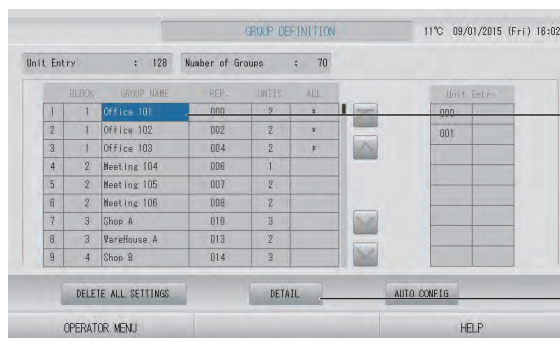 GROUP DEFINITION 11°C 09/01/2015 (Fri) 16:02
Unit Entry : 128 Number of Groups : 70
BLOCK GROUP NAME REP. UNITS ALL Unit Entry
1 1 Office 101 000 2 * 000
2 1 Office 102 002 2 * 001
3 1 Office 103 004 2 *
4 2 Meeting 104 006 1
5 2 Meeting 105 007 2
6 2 Meeting 106 008 2
7 3 Shop A 010 3
8 3 WareHouse A 013 2
9 4 Shop B 014 3
DELETE ALL SETTINGS DETAIL AUTO CONFIG
OPERATOR MENU HELP